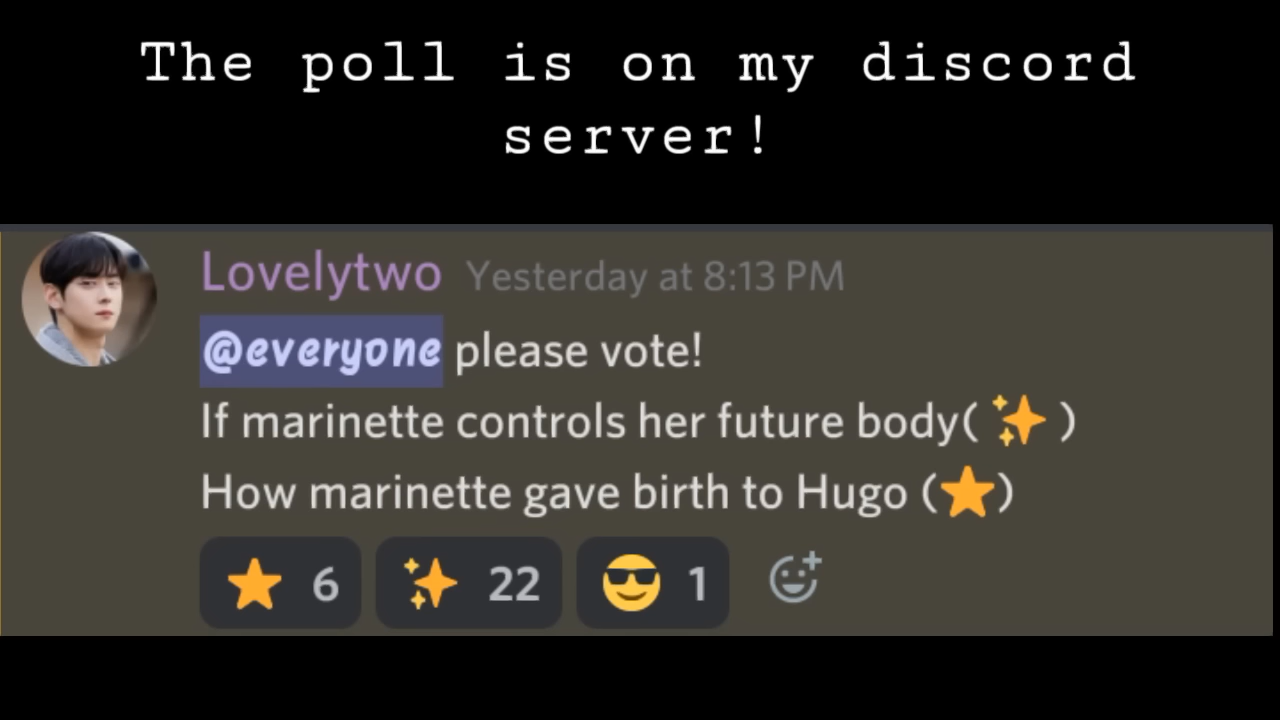 The poll is on my discord
server!
Lovelytwo Yesterday at 8:13 PM
@everyone please vote!
If marinette controls her future body( ✨ )
How marinette gave birth to Hugo (⭐)
⭐ 6 ✨ 22 😎 1